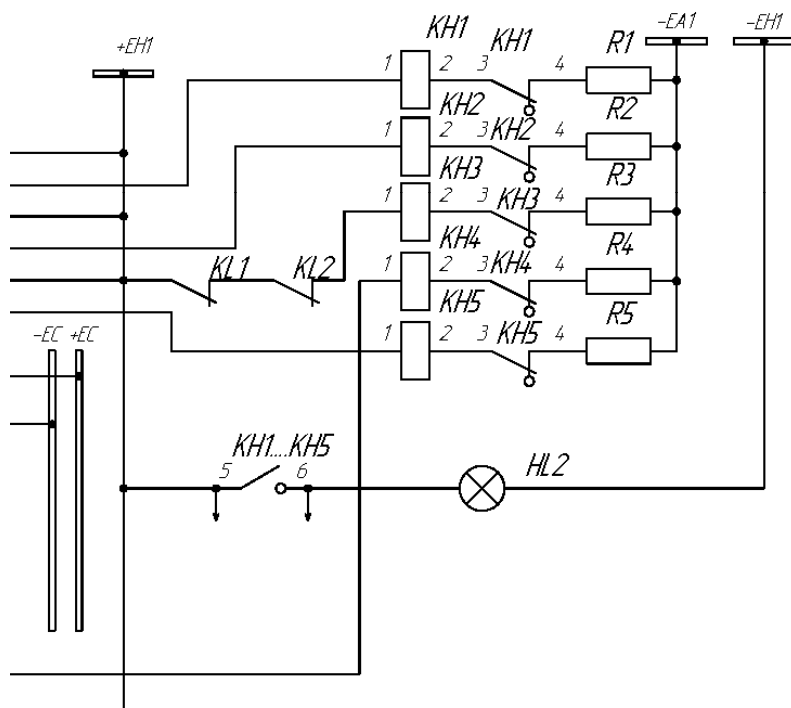 +EH1
KH1
KH1
R1
-EA1
-EH1
1 2 3 4
KH2
R2
1 2 3 KH2 4
KH3
R3
1 2 3 KH3 4
KH4
R4
KL1 KL2
1 2 3 KH4 4
KH5
R5
-EC +EC
1 2 3 KH5 4
KH1....KH5
5 6
HL2